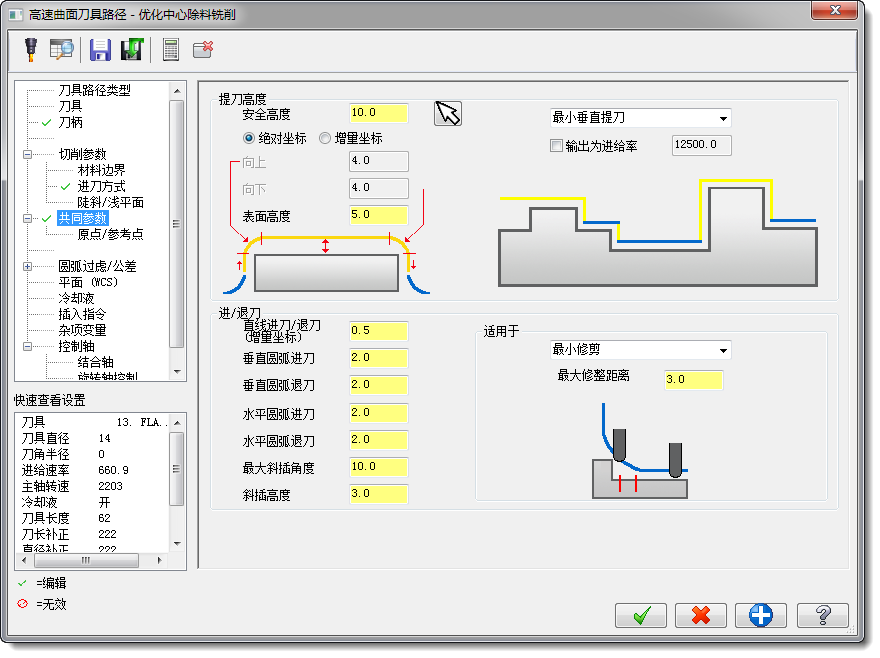 高速曲面刀具路径 - 优化中心除料铣削
刀具路径类型
刀具
刀柄
切削参数
材料边界
进刀方式
陡斜/浅平面
共同参数
原点/参考点
圆弧过虑/公差
平面 (WCS)
冷却液
插入指令
杂项变量
控制轴
结合轴
旋转轴控制
快速查看设置
刀具 13. FLA..
刀具直径 14
刀角半径 0
进给速率 660.9
主轴转速 2203
冷却液 开
刀具长度 62
刀长补正 222
直径补正 222
=编辑
=无效
提刀高度
安全高度 10.0
绝对坐标 增量坐标
向上 4.0
向下 4.0
表面高度 5.0
最小垂直提刀
输出为进给率 12500.0
进/退刀
直线进刀/退刀 0.5
(增量坐标)
垂直圆弧进刀 2.0
垂直圆弧退刀 2.0
水平圆弧进刀 2.0
水平圆弧退刀 2.0
最大斜插角度 10.0
斜插高度 3.0
适用于
最小修剪
最大修整距离 3.0